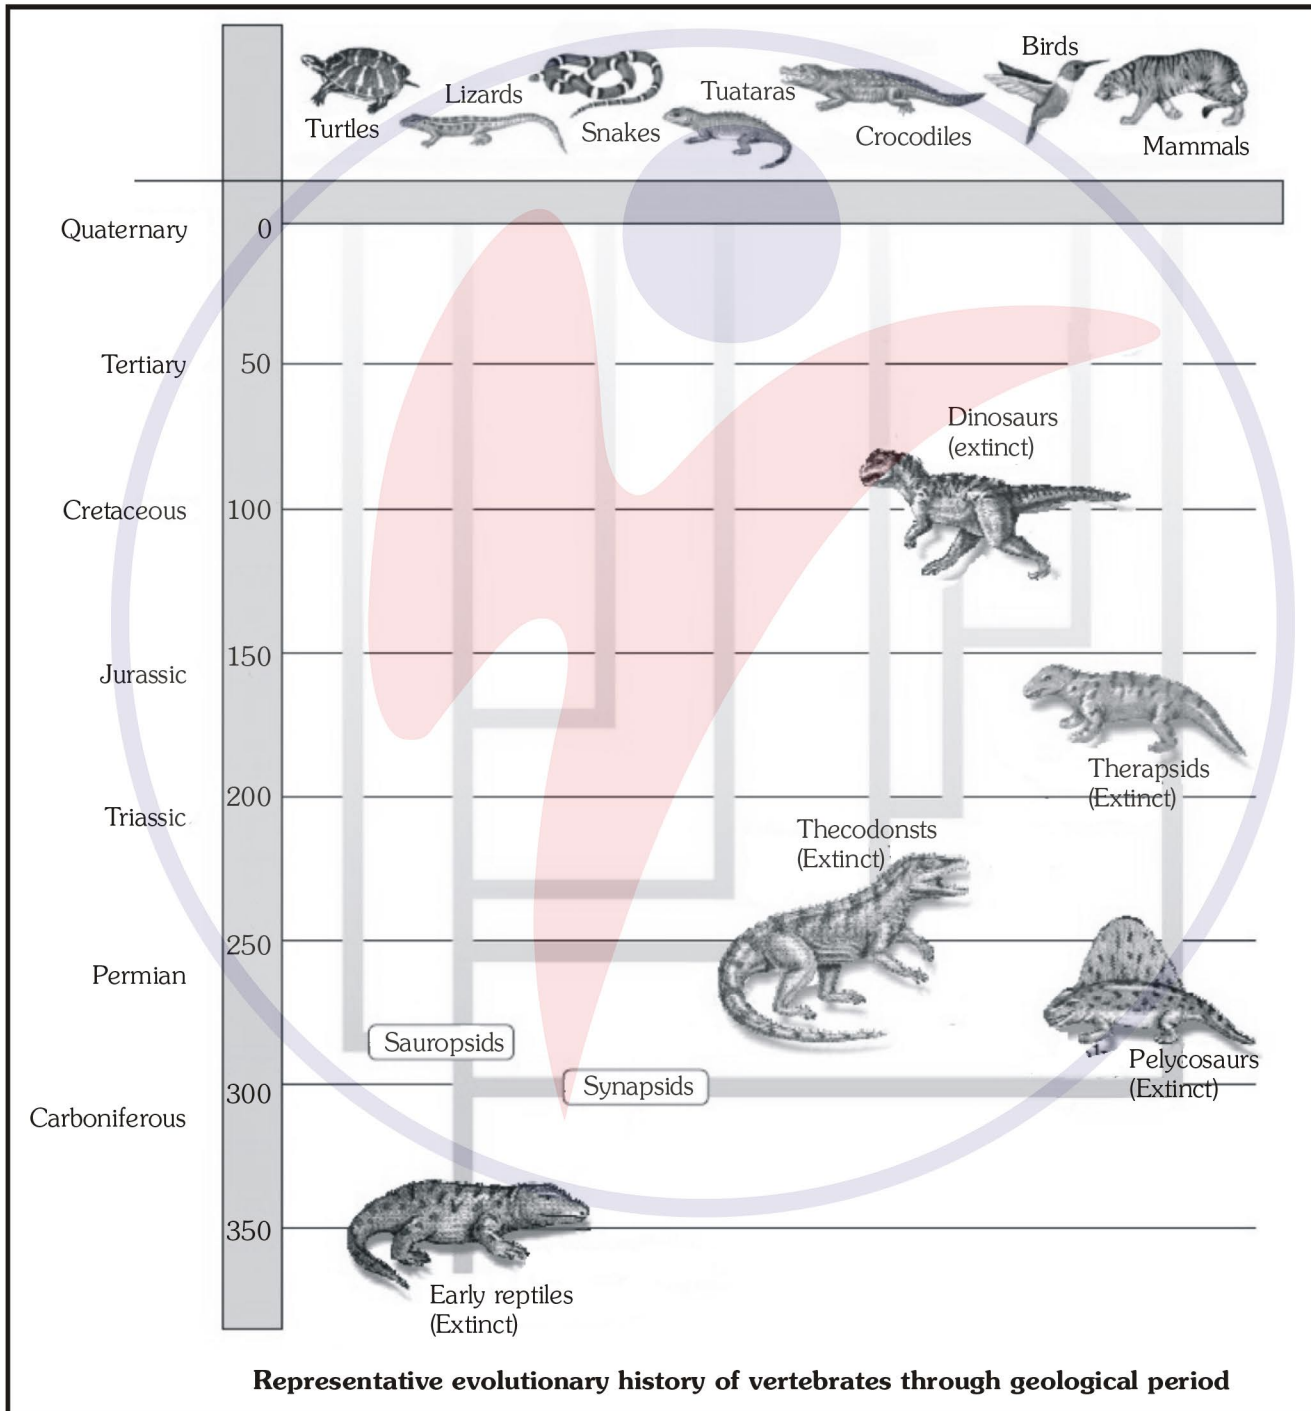 Birds
Lizards
Tuataras
Turtles
Snakes
Crocodiles
Mammals
Quaternary 0
Tertiary 50
Dinosaurs
(extinct)
Cretaceous 100
150
Jurassic
Therapsids
(Extinct)
200
Triassic
Thecodonsts
(Extinct)
250
Permian
Sauropsids
Pelycosaurs
(Extinct)
Synapsids
300
Carboniferous
350
Early reptiles
(Extinct)
Representative evolutionary history of vertebrates through geological period